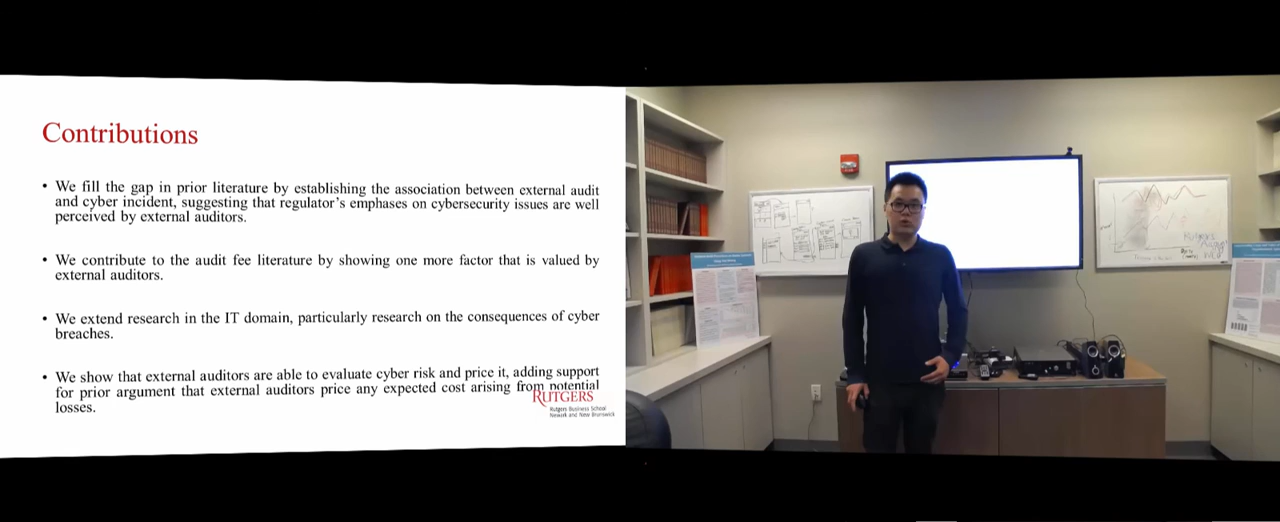 Contributions
• We fill the gap in prior literature by establishing the association between external audit
and cyber incident, suggesting that regulator's emphases on cybersecurity issues are well
perceived by external auditors.
• We contribute to the audit fee literature by showing one more factor that is valued by
external auditors.
• We extend research in the IT domain, particularly research on the consequences of cyber
breaches.
• We show that external auditors are able to evaluate cyber risk and price it, adding support
for prior argument that external auditors price any expected cost arising from potential
losses.
RUTGERS
Rutgers Business School
Newark and New Brunswick
Rutgers